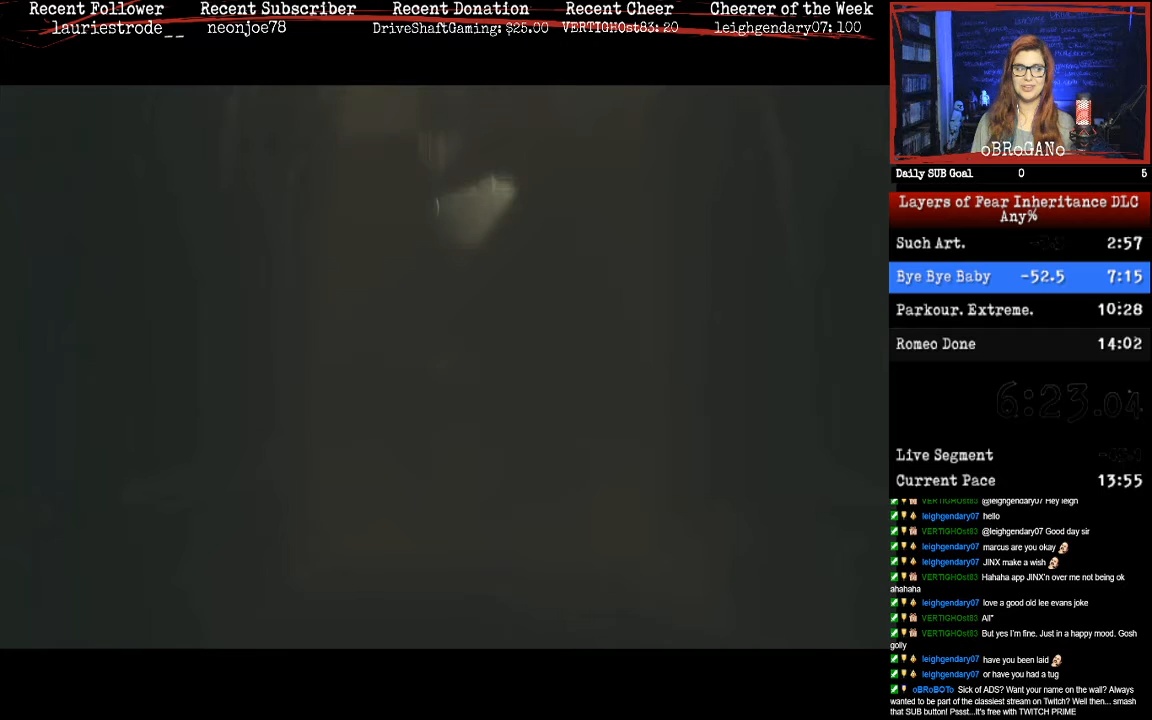 Recent Follower
lauriestrode__
Recent Subscriber
neonjoe78
Recent Donation
DriveShaftGaming: $25.00
Recent Cheer
VERTIGHOst83: 20
Cheerer of the Week
leighgendary07: 100
oBRoGANo
Daily SUB Goal 0 5
Layers of Fear Inheritance DLC
Any%
Such Art. 2:57
Bye Bye Baby -52.5 7:15
Parkour. Extreme. 10:28
Romeo Done 14:02
6:23.04
Live Segment
Current Pace 13:55
VERTIGHOst83 @leighgendary07 Hey leigh
leighgendary07 hello
VERTIGHOst83 @leighgendary07 Good day sir
leighgendary07 marcus are you okay
leighgendary07 JINX make a wish
VERTIGHOst83 Hahaha app JINX'n over me not being ok
ahahaha
leighgendary07 love a good old lee evans joke
VERTIGHOst83 All*
VERTIGHOst83 But yes I'm fine. Just in a happy mood. Gosh
golly
leighgendary07 have you been laid
leighgendary07 or have you had a tug
oBRoBOTo Sick of ADS? Want your name on the wall? Always
wanted to be part of the classiest stream on Twitch? Well then... smash
that SUB button! Pssst...it's free with TWITCH PRIME